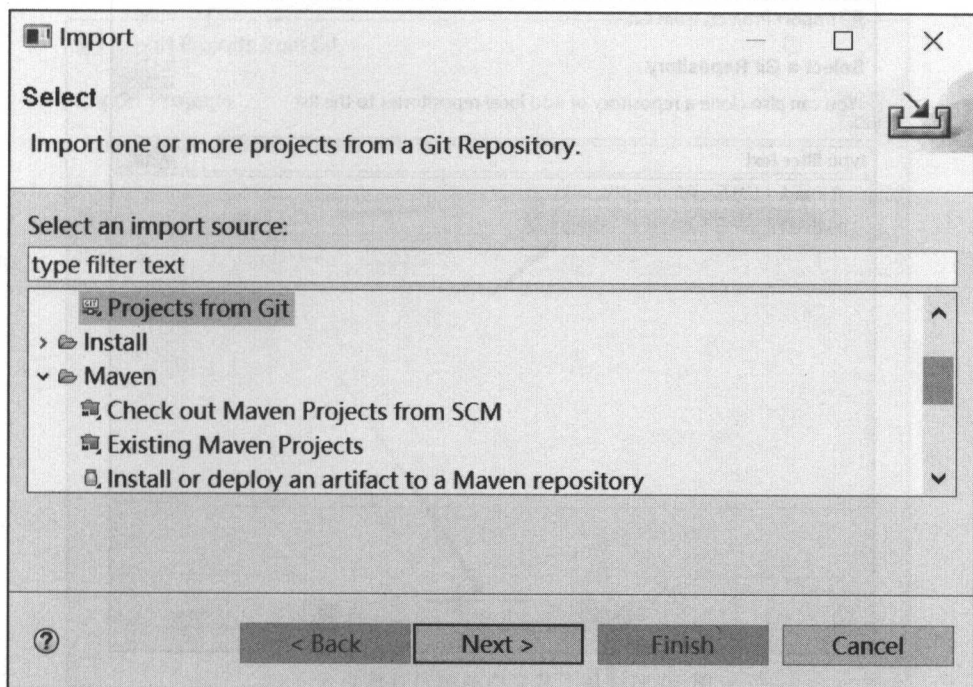 Import
Select
Import one or more projects from a Git Repository.
Select an import source:
type filter text
Projects from Git
Install
Maven
Check out Maven Projects from SCM
Existing Maven Projects
Install or deploy an artifact to a Maven repository
< Back
Next >
Finish
Cancel